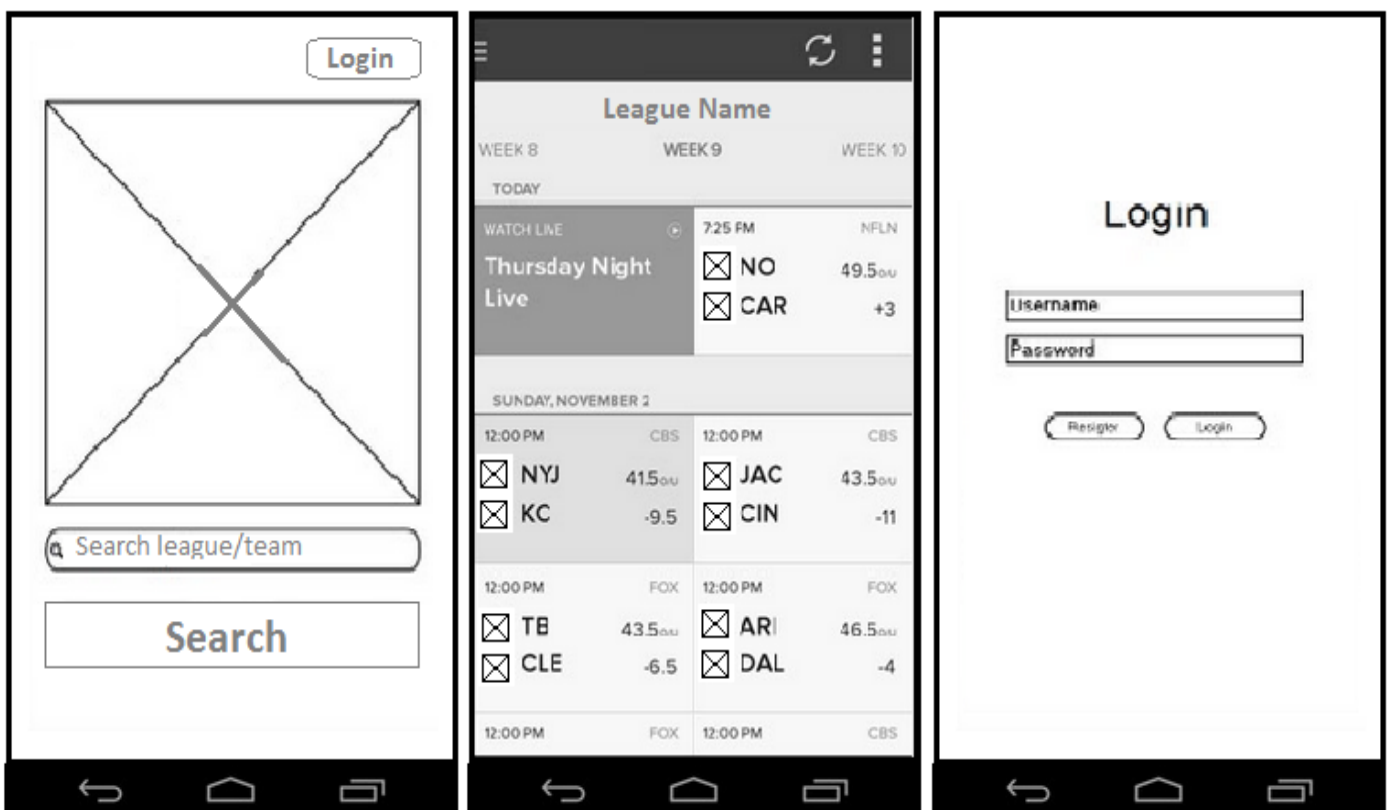 Login
Search league/team
Search
League Name
WEEK 8 WEEK 9 WEEK 10
TODAY
WATCH LIVE
Thursday Night
Live
7:25 PM NFLN
NO 49.5 O/U
CAR +3
SUNDAY, NOVEMBER 2
12:00 PM CBS
NYJ 41.5 O/U
KC -9.5
12:00 PM CBS
JAC 43.5 O/U
CIN -11
12:00 PM FOX
TB 43.5 O/U
CLE -6.5
12:00 PM FOX
ARI 46.5 O/U
DAL -4
12:00 PM FOX
12:00 PM CBS
Login
Username
Password
Resigter Login